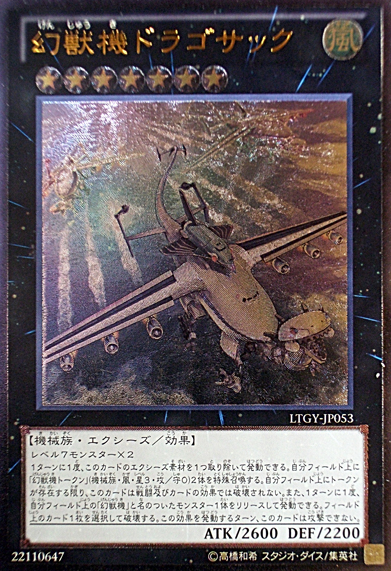 幻獣機ドラゴサック
風
LTGY-JP053
【機械族・エクシーズ/効果】
レベル7モンスター×2
1ターンに1度、このカードのエクシーズ素材を1つ取り除いて発動できる。自分フィールド上に
「幻獣機トークン」(機械族・風・星3・攻/守0)2体を特殊召喚する。自分フィールド上にトークン
が存在する限り、このカードは戦闘及びカードの効果では破壊されない。また、1ターンに1度、
自分フィールド上の「幻獣機」と名のついたモンスター1体をリリースして発動できる。フィール
ド上のカード1枚を選択して破壊する。この効果を発動するターン、このカードは攻撃できない。
ATK/2600 DEF/2200
22110647
©高橋和希 スタジオ・ダイス/集英社